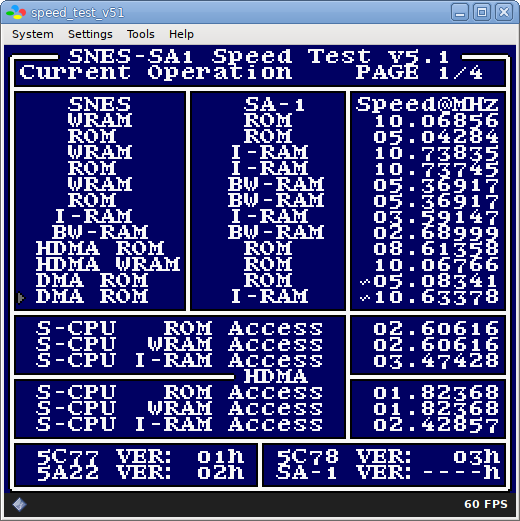 speed_test_v51
System Settings Tools Help
SNES-SA1 Speed Test v5.1
Current Operation PAGE 1/4
SNES SA-1 Speed@MHz
WRAM ROM 10.06856
ROM ROM 05.04284
WRAM I-RAM 10.73835
ROM I-RAM 10.73745
WRAM BW-RAM 05.36917
ROM BW-RAM 05.36917
I-RAM ROM 03.59147
BW-RAM BW-RAM 02.68999
HDMA ROM ROM 08.61358
HDMA WRAM ROM 10.06766
DMA ROM ROM ~05.08341
DMA ROM I-RAM ~10.63378
S-CPU ROM Access 02.60616
S-CPU WRAM Access 02.60616
S-CPU I-RAM Access 03.47428
HDMA
S-CPU ROM Access 01.82368
S-CPU WRAM Access 01.82368
S-CPU I-RAM Access 02.42857
5C77 VER: 01h 5C78 VER: 03h
5A22 VER: 02h SA-1 VER: ----h
60 FPS